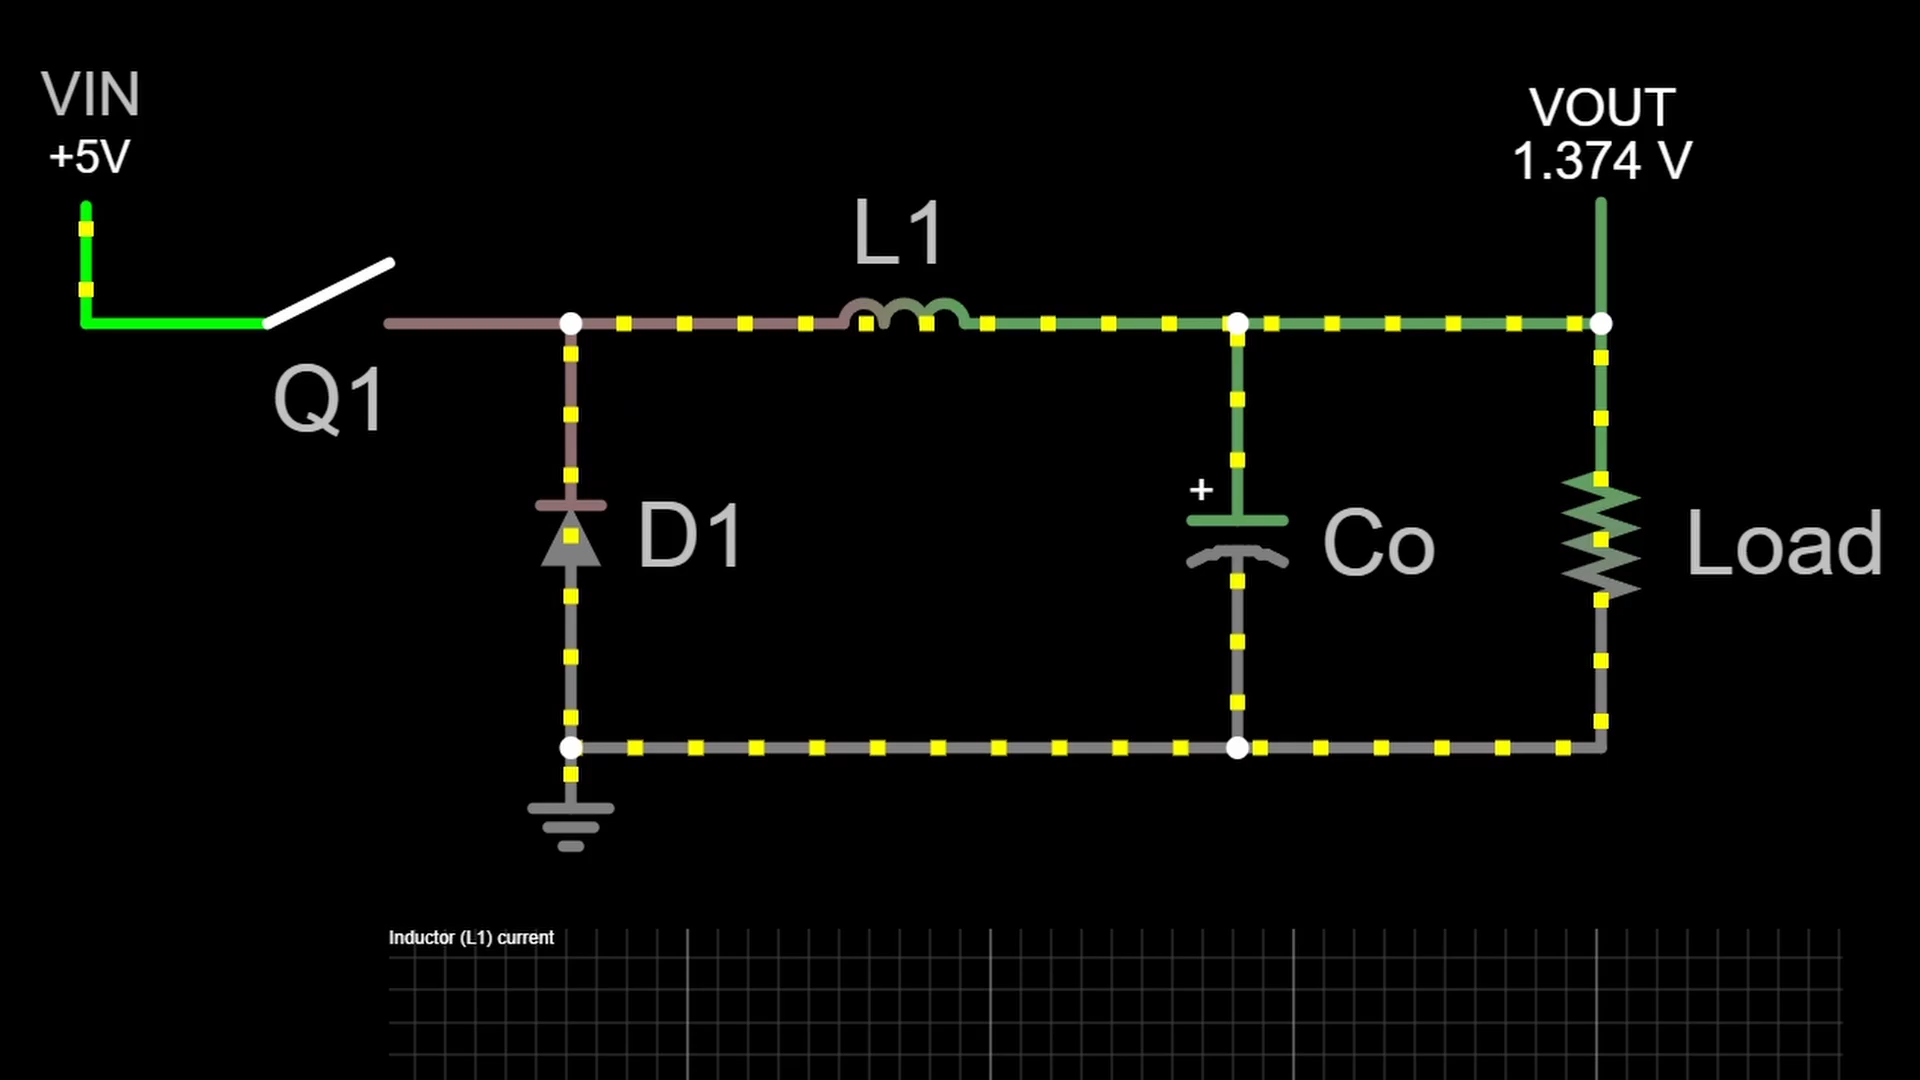 VIN
+5V
VOUT
1.374 V
L1
Q1
+
D1
Co
Load
Inductor (L1) current